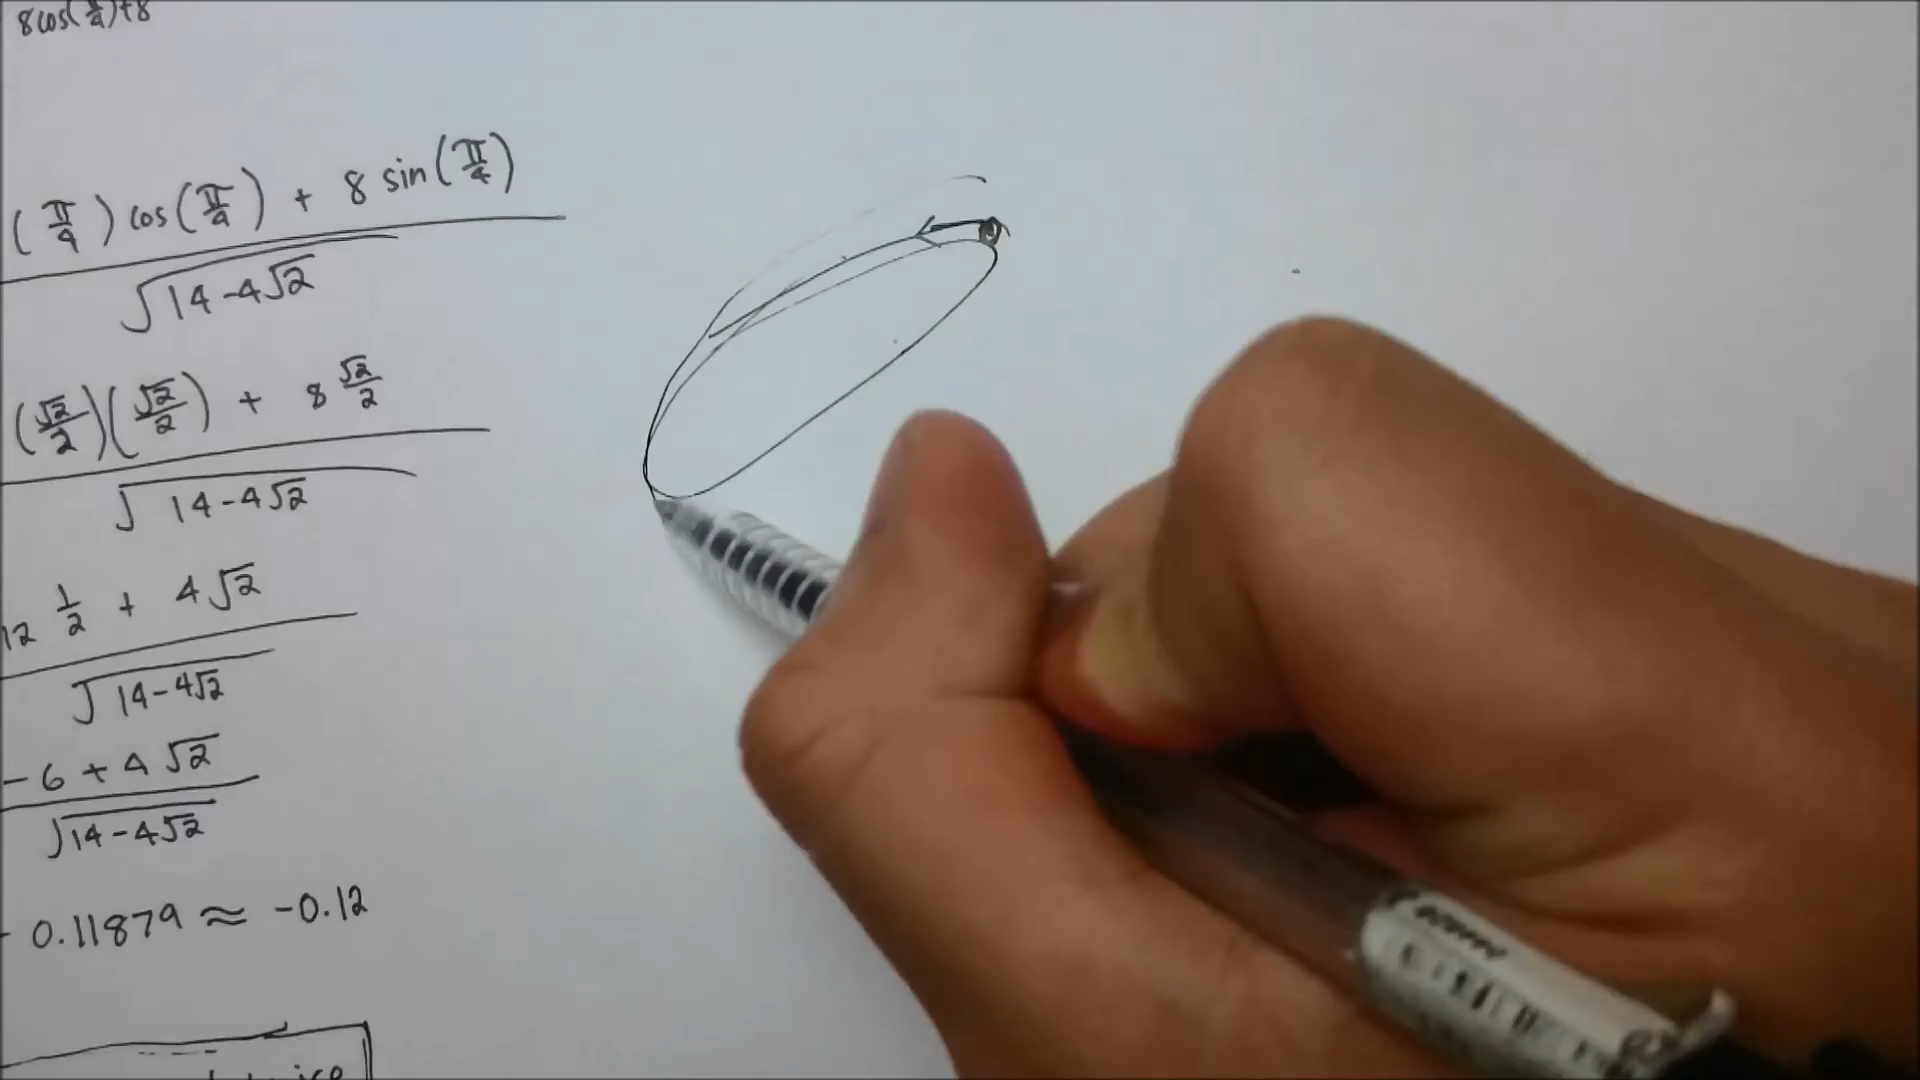 8cos(π/4)+8
(π/4) cos(π/4) + 8 sin(π/4)
√14-4√2
(√2/2)(√2/2) + 8 √2/2
√14-4√2
12 1/2 + 4√2
√14-4√2
-6 + 4√2
√14-4√2
- 0.11879 ≈ -0.12